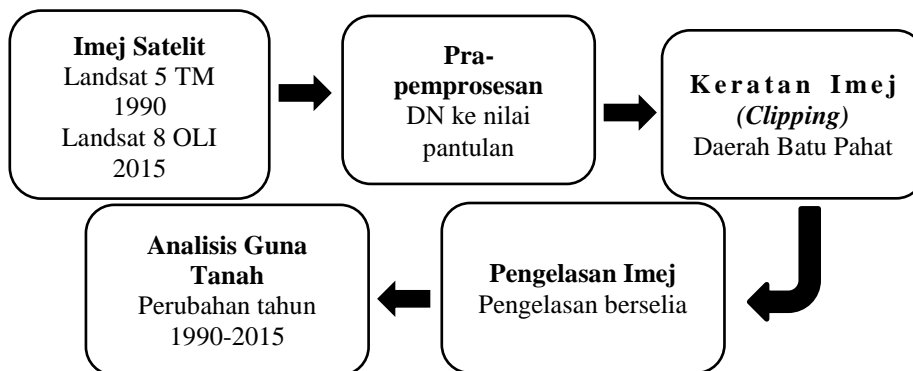 Imej Satelit
Landsat 5 TM
1990
Landsat 8 OLI
2015
Pra-
pemprosesan
DN ke nilai
pantulan
Keratan Imej
(Clipping)
Daerah Batu Pahat
Pengelasan Imej
Pengelasan berselia
Analisis Guna
Tanah
Perubahan tahun
1990-2015